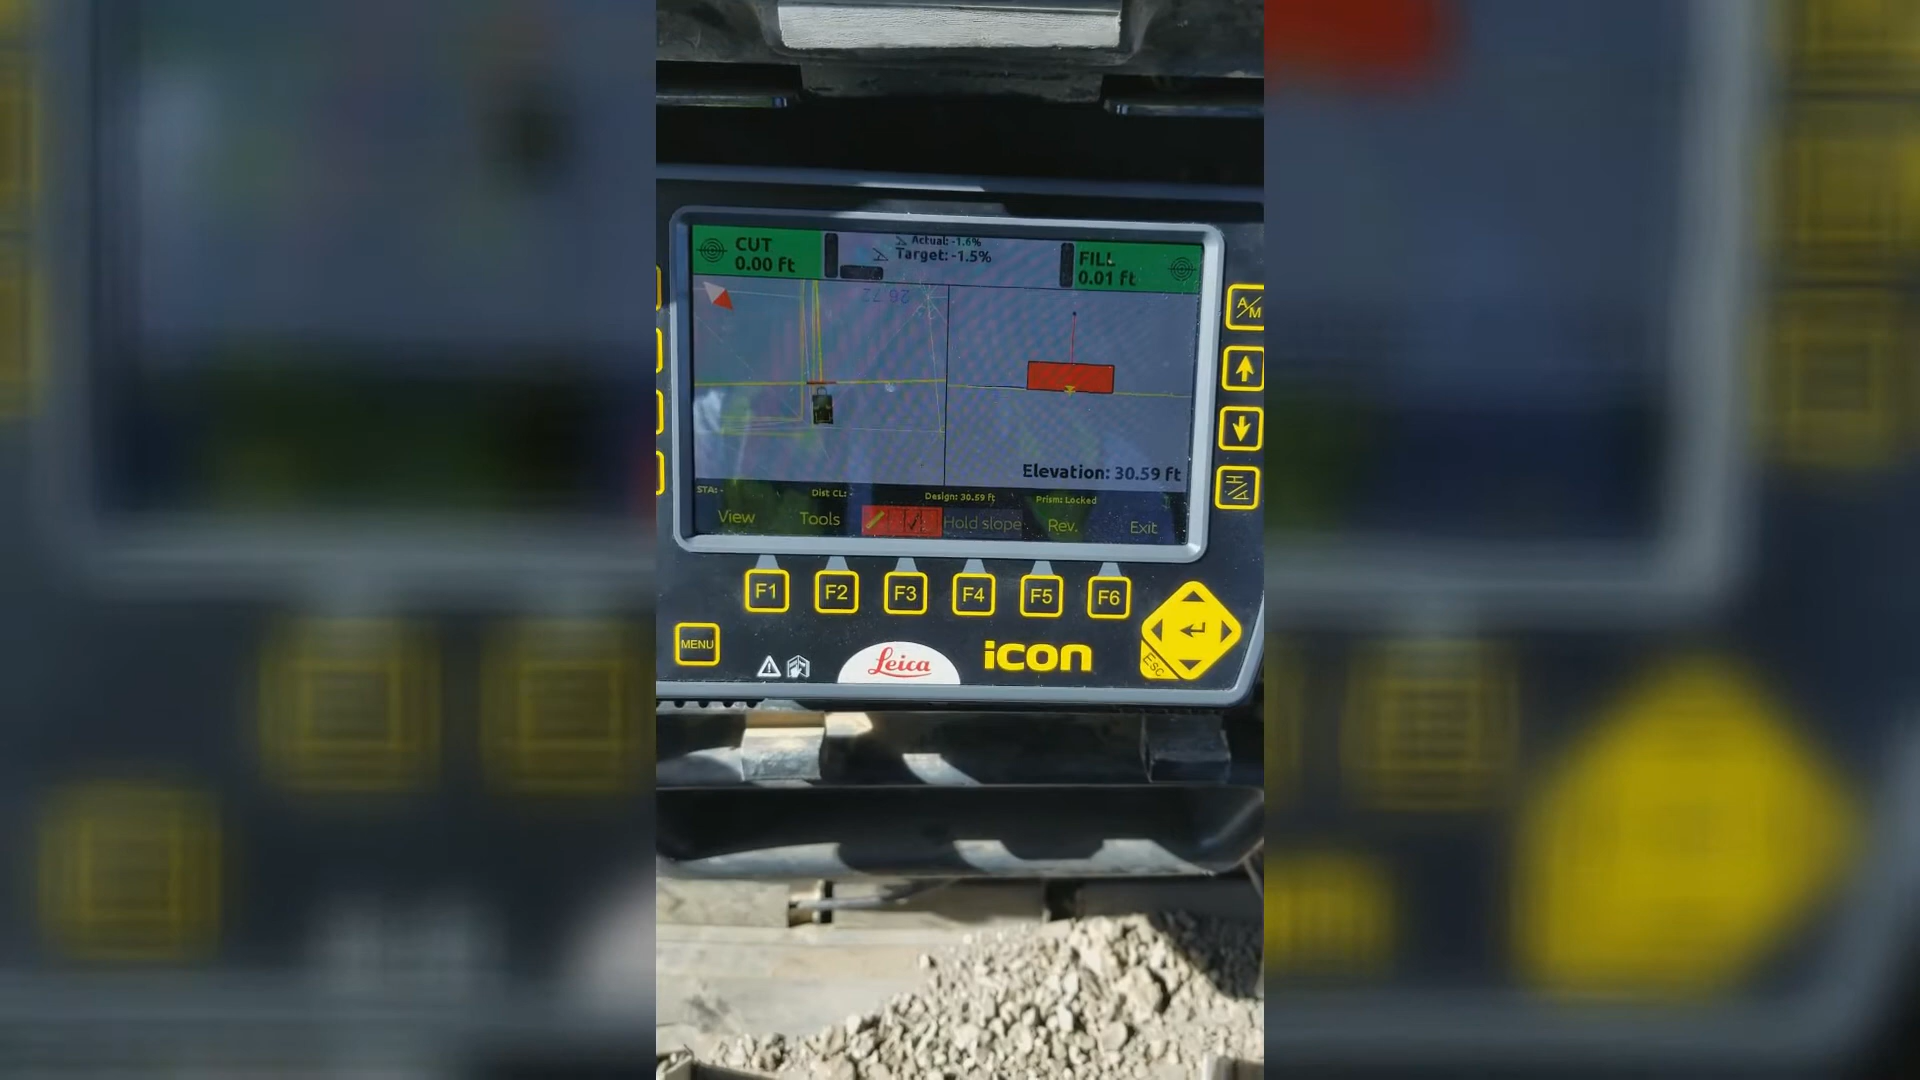 CUT
0.00 ft
Actual: -1.6%
Target: -1.5%
FILL
0.01 ft
Elevation: 30.59 ft
STA: -
Dist CL: -
Design: 30.59 ft
Prism: Locked
View
Tools
Hold slope
Rev.
Exit
A/M
F1
F2
F3
F4
F5
F6
MENU
Leica
icon
Esc